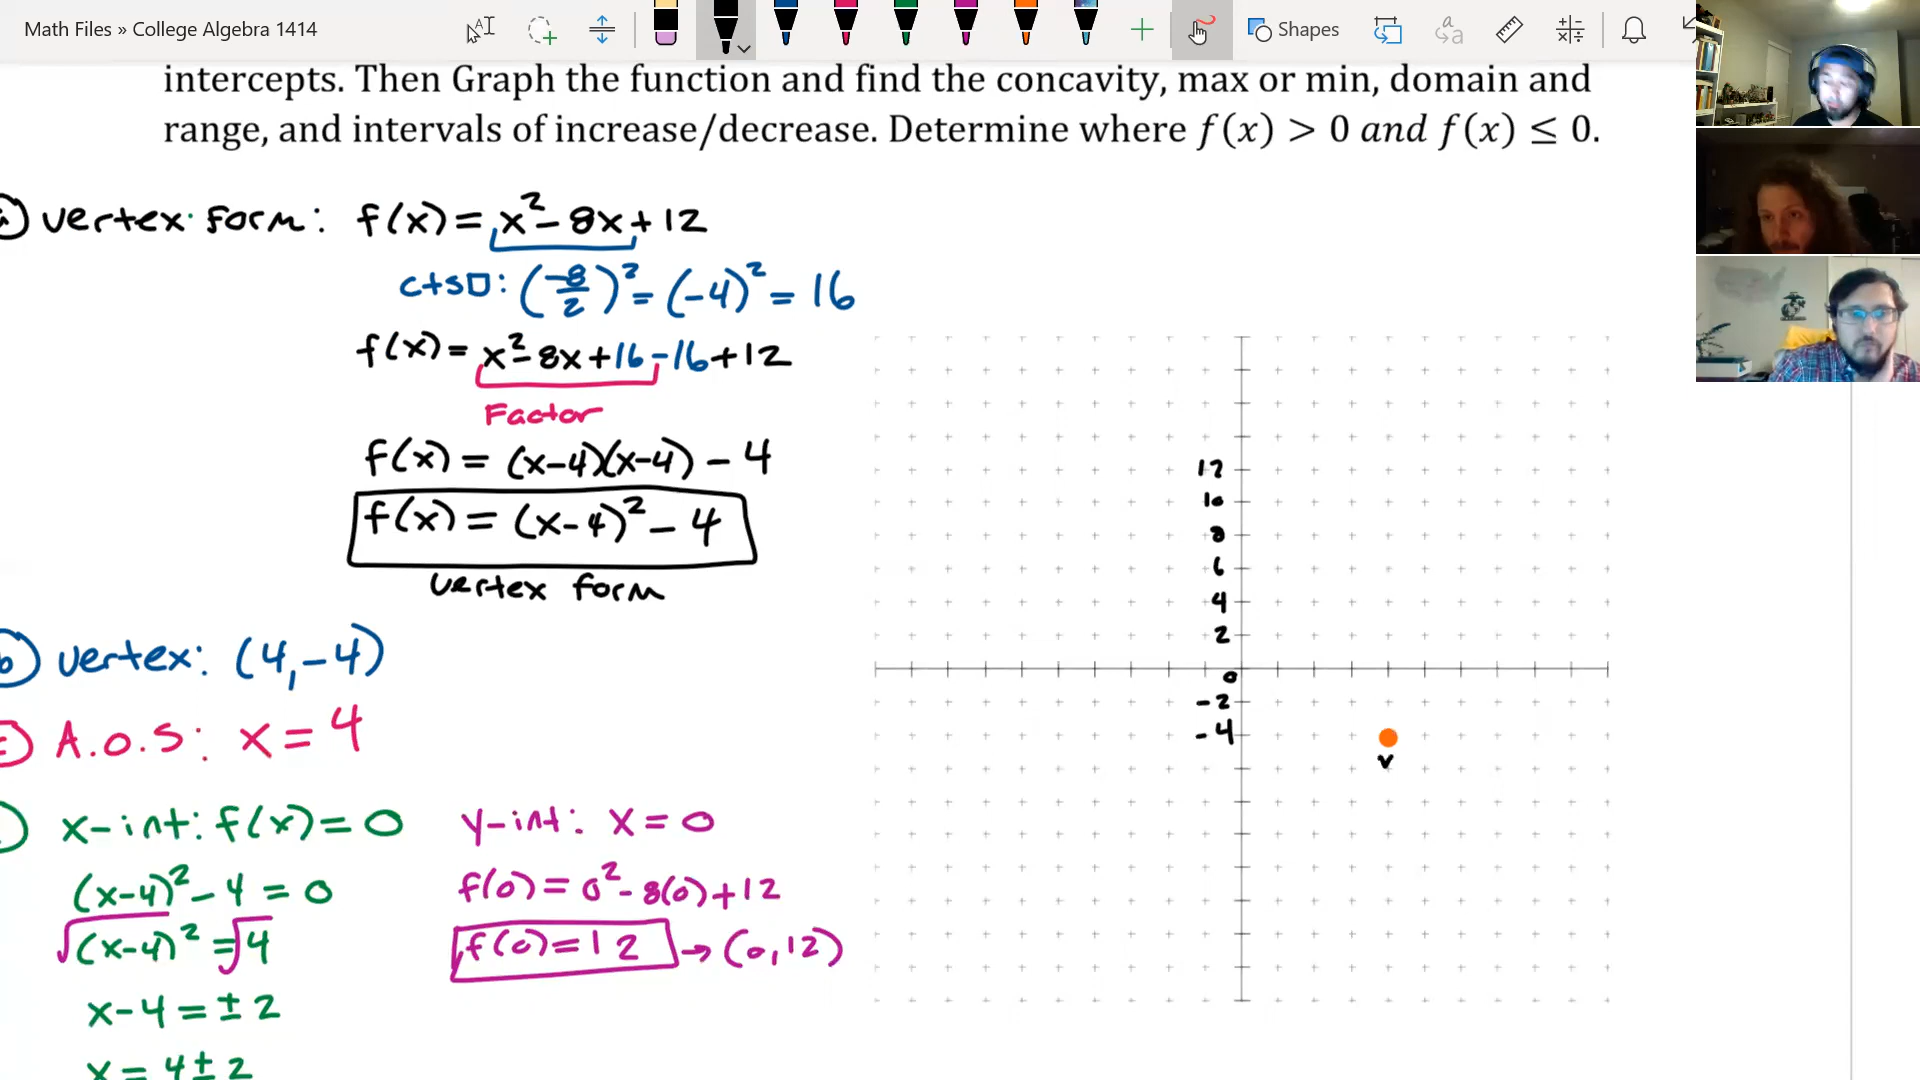 Math Files » College Algebra 1414
Shapes
intercepts. Then Graph the function and find the concavity, max or min, domain and
range, and intervals of increase/decrease. Determine where f(x) > 0 and f(x) ≤ 0.
a) vertex form: f(x) = x² - 8x + 12
cts□: (-8/2)² = (-4)² = 16
f(x) = x² - 8x + 16 - 16 + 12
Factor
f(x) = (x-4)(x-4) - 4
f(x) = (x-4)² - 4
vertex form
b) vertex: (4, -4)
c) A.o.S: x = 4
x-int: f(x) = 0
(x-4)² - 4 = 0
√(x-4)² = √4
x-4 = ± 2
x = 4 ± 2
y-int: x = 0
f(0) = 0² - 8(0) + 12
f(0) = 12 → (0, 12)
12
10
8
6
4
2
0
-2
-4
v